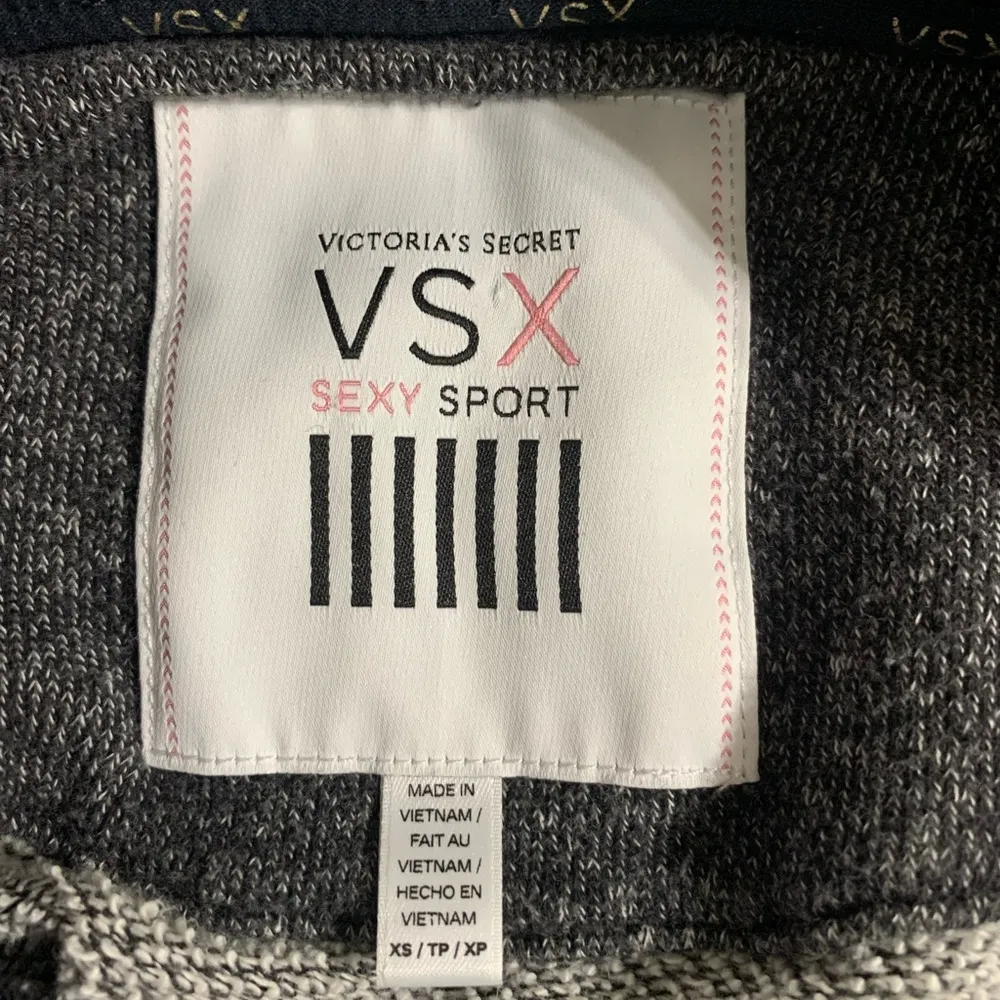 VSX VSX VSX
VICTORIA'S SECRET
VSX
SEXY SPORT
MADE IN
VIETNAM /
FAIT AU
VIETNAM /
HECHO EN
VIETNAM
XS / TP / XP